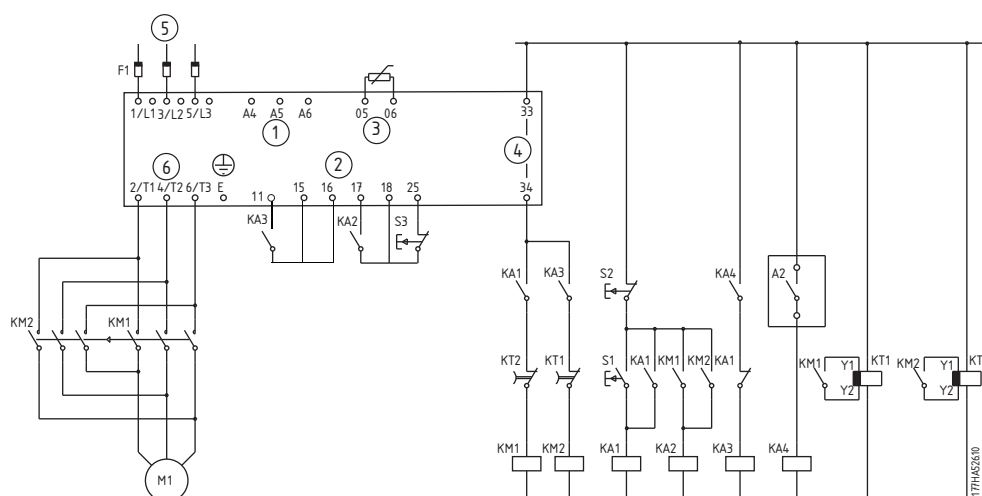 5
F1
1/L1 3/L2 5/L3 A4 A5 A6 05 06 33
1 3
4
6 2
2/T1 4/T2 6/T3 E 11 15 16 17 18 25 34
KA3 KA2 S3
KA1 KA3 S2 KA4 A2
KM2 KM1
KT2 KT1 S1 KA1 KM1 KM2 KA1 KM1 Y1 KT1 KM2 Y1 KT
Y2 Y2
KM1 KM2 KA1 KA2 KA3 KA4
M1
177HA52610